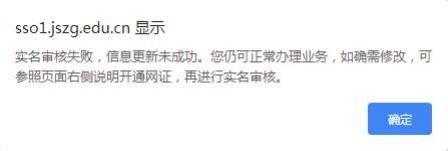 sso1.jszg.edu.cn 显示
实名审核失败，信息更新未成功。您仍可正常办理业务，如确需修改，可
参照页面右侧说明开通网证，再进行实名审核。
确定